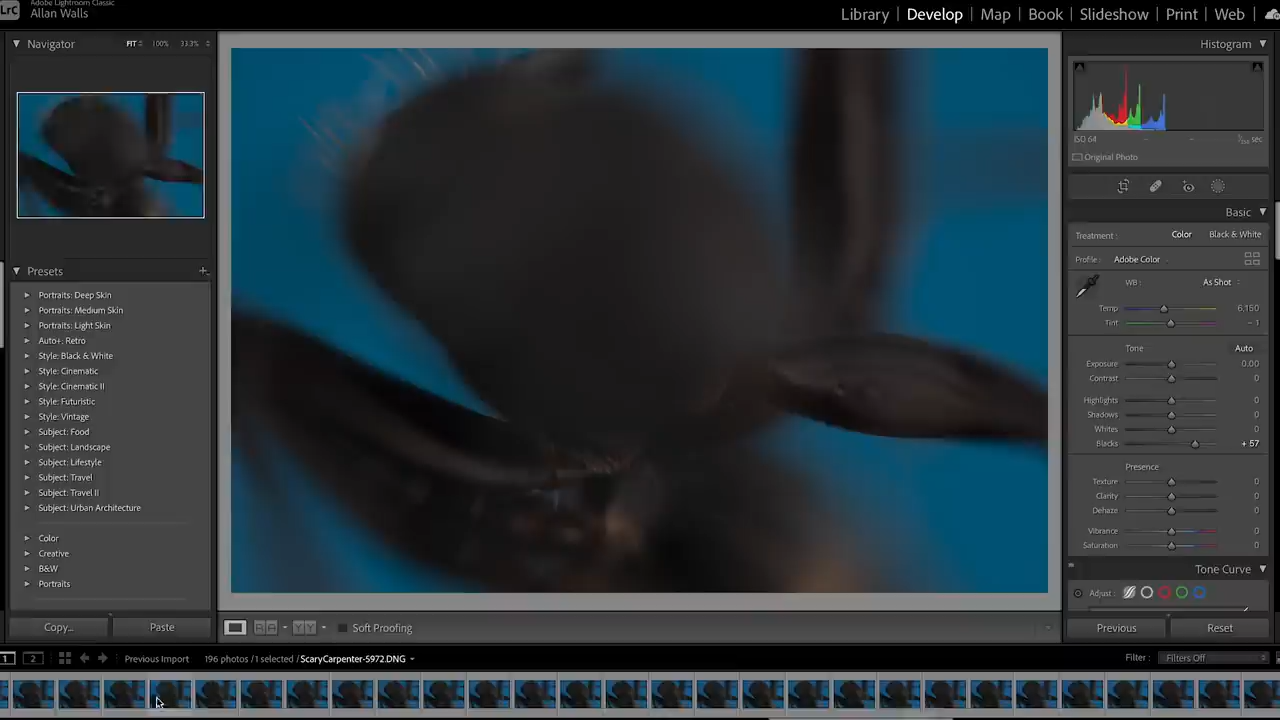 LrC
Adobe Lightroom Classic
Allan Walls
Library | Develop | Map | Book | Slideshow | Print | Web
Navigator FIT 100% 33.3%
Presets +
Portraits: Deep Skin
Portraits: Medium Skin
Portraits: Light Skin
Auto+: Retro
Style: Black & White
Style: Cinematic
Style: Cinematic II
Style: Futuristic
Style: Vintage
Subject: Food
Subject: Landscape
Subject: Lifestyle
Subject: Travel
Subject: Travel II
Subject: Urban Architecture
Color
Creative
B&W
Portraits
Copy... Paste
Soft Proofing
Histogram
ISO 64 sec
Original Photo
Basic
Treatment : Color Black & White
Profile : Adobe Color
WB : As Shot
Temp 6,150
Tint – 1
Tone Auto
Exposure 0.00
Contrast 0
Highlights 0
Shadows 0
Whites 0
Blacks + 57
Presence
Texture 0
Clarity 0
Dehaze 0
Vibrance 0
Saturation 0
Tone Curve
Adjust :
Previous Reset
1 2 Previous Import 196 photos / 1 selected / ScaryCarpenter-5972.DNG Filter : Filters Off